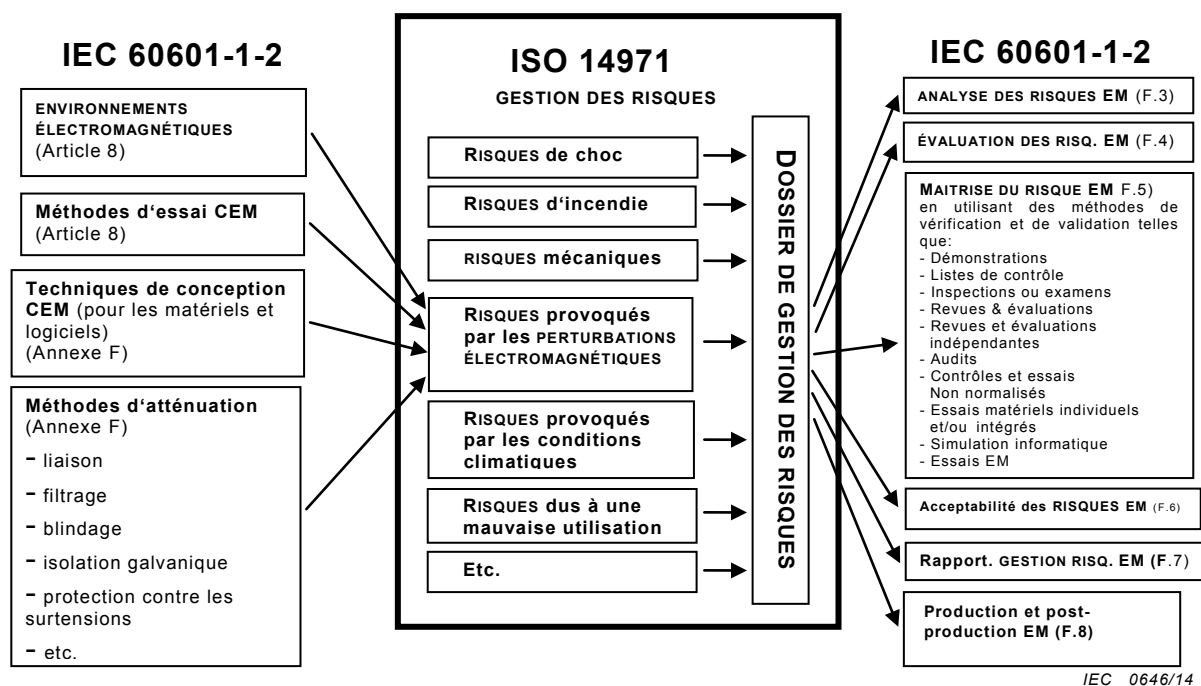 IEC 60601-1-2
ENVIRONNEMENTS
ÉLECTROMAGNÉTIQUES
(Article 8)
Méthodes d‘essai CEM
(Article 8)
Techniques de conception
CEM (pour les matériels et
logiciels)
(Annexe F)
Méthodes d‘atténuation
(Annexe F)
– liaison
– filtrage
– blindage
– isolation galvanique
– protection contre les
surtensions
– etc.
ISO 14971
GESTION DES RISQUES
RISQUES de choc
RISQUES d‘incendie
RISQUES mécaniques
RISQUES provoqués
par les PERTURBATIONS
ÉLECTROMAGNÉTIQUES
RISQUES provoqués
par les conditions
climatiques
RISQUES dus à une
mauvaise utilisation
Etc.
DOSSIER DE GESTION DES RISQUES
IEC 60601-1-2
ANALYSE DES RISQUES EM (F.3)
ÉVALUATION DES RISQ. EM (F.4)
MAITRISE DU RISQUE EM F.5)
en utilisant des méthodes de
vérification et de validation telles
que:
- Démonstrations
- Listes de contrôle
- Inspections ou examens
- Revues & évaluations
- Revues et évaluations
indépendantes
- Audits
- Contrôles et essais
Non normalisés
- Essais matériels individuels
et/ou intégrés
- Simulation informatique
- Essais EM
Acceptabilité des RISQUES EM (F.6)
Rapport. GESTION RISQ. EM (F.7)
Production et post-
production EM (F.8)
IEC 0646/14